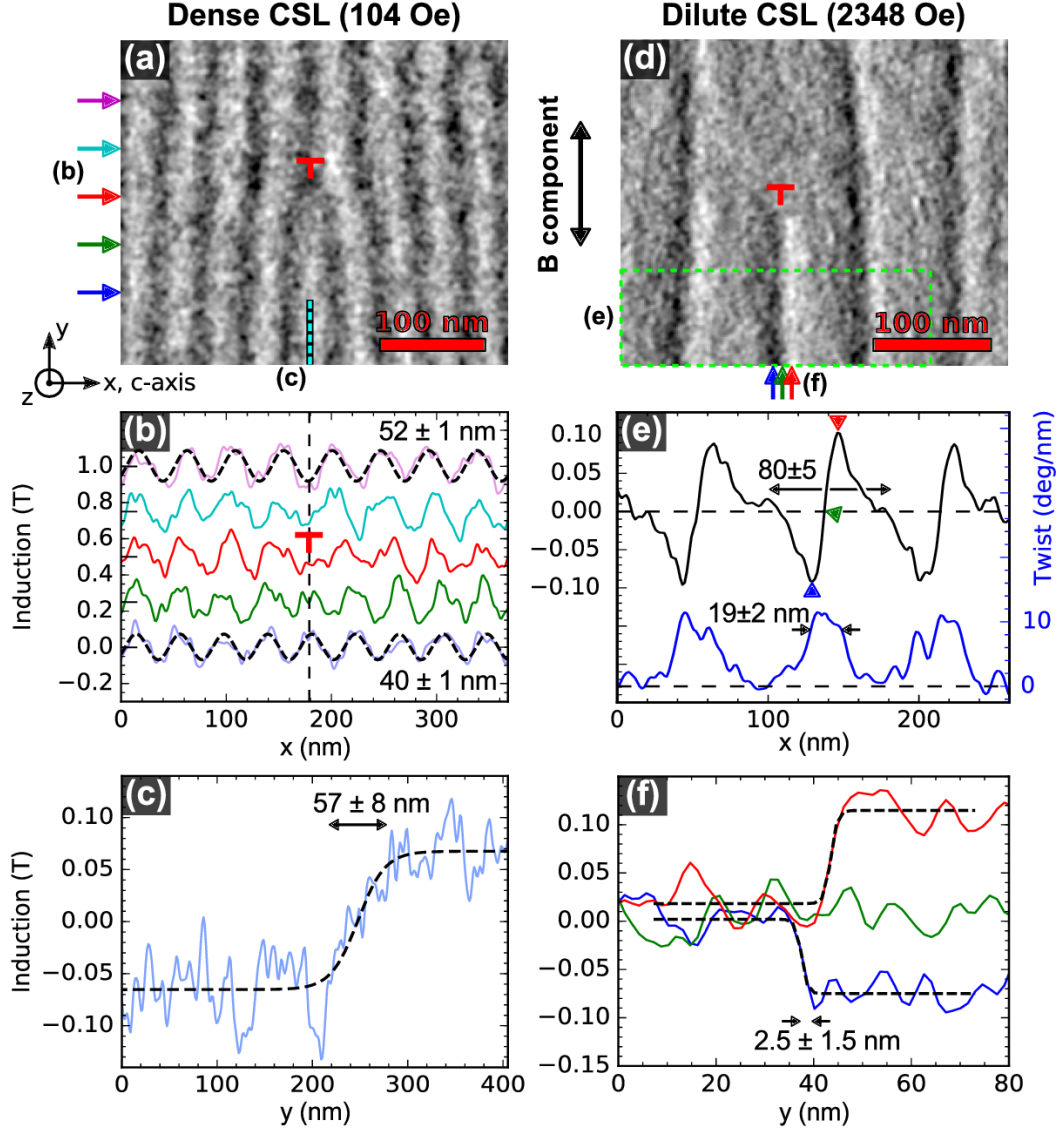 Dense CSL (104 Oe)
Dilute CSL (2348 Oe)
(a)
(d)
(b)
B component
(e)
100 nm
100 nm
y
z
x, c-axis
(c)
(f)
(b)
52 ± 1 nm
1.0
0.8
0.6
0.4
0.2
0.0
−0.2
Induction (T)
40 ± 1 nm
0
100
200
300
x (nm)
(e)
0.10
0.05
0.00
−0.05
−0.10
80±5
19±2 nm
10
0
Twist (deg/nm)
0
100
200
x (nm)
(c)
57 ± 8 nm
0.10
0.05
0.00
−0.05
−0.10
Induction (T)
0
100
200
300
400
y (nm)
(f)
0.10
0.05
0.00
−0.05
−0.10
−0.15
2.5 ± 1.5 nm
0
20
40
60
80
y (nm)